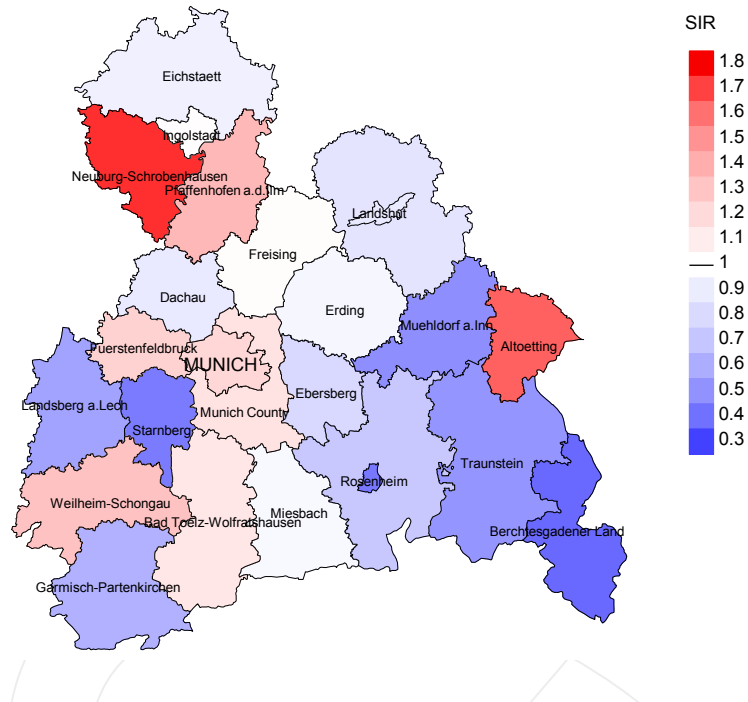 SIR
Eichstaett
Ingolstadt
Neuburg-Schrobenhausen
Pfaffenhofen a.d.Ilm
Landshut
Freising
Dachau
Erding
Muehldorf a.Inn
Altoetting
Fuerstenfeldbruck
MUNICH
Ebersberg
Landsberg a.Lech
Munich County
Starnberg
Traunstein
Rosenheim
Weilheim-Schongau
Miesbach
Bad Toelz-Wolfratshausen
Berchtesgadener Land
Garmisch-Partenkirchen
1.8
1.7
1.6
1.5
1.4
1.3
1.2
1.1
1
0.9
0.8
0.7
0.6
0.5
0.4
0.3